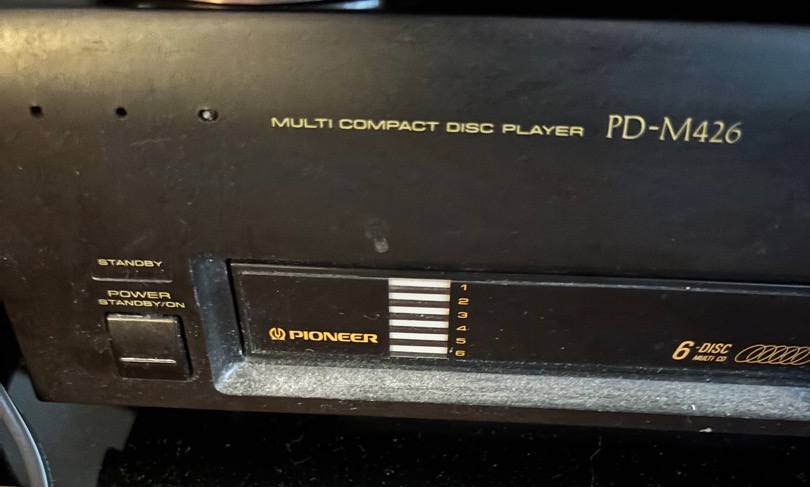 MULTI COMPACT DISC PLAYER PD-M426
STANDBY
POWER
STANDBY/ON
PIONEER
1
2
3
4
5
6
6-DISC
MULTI CD